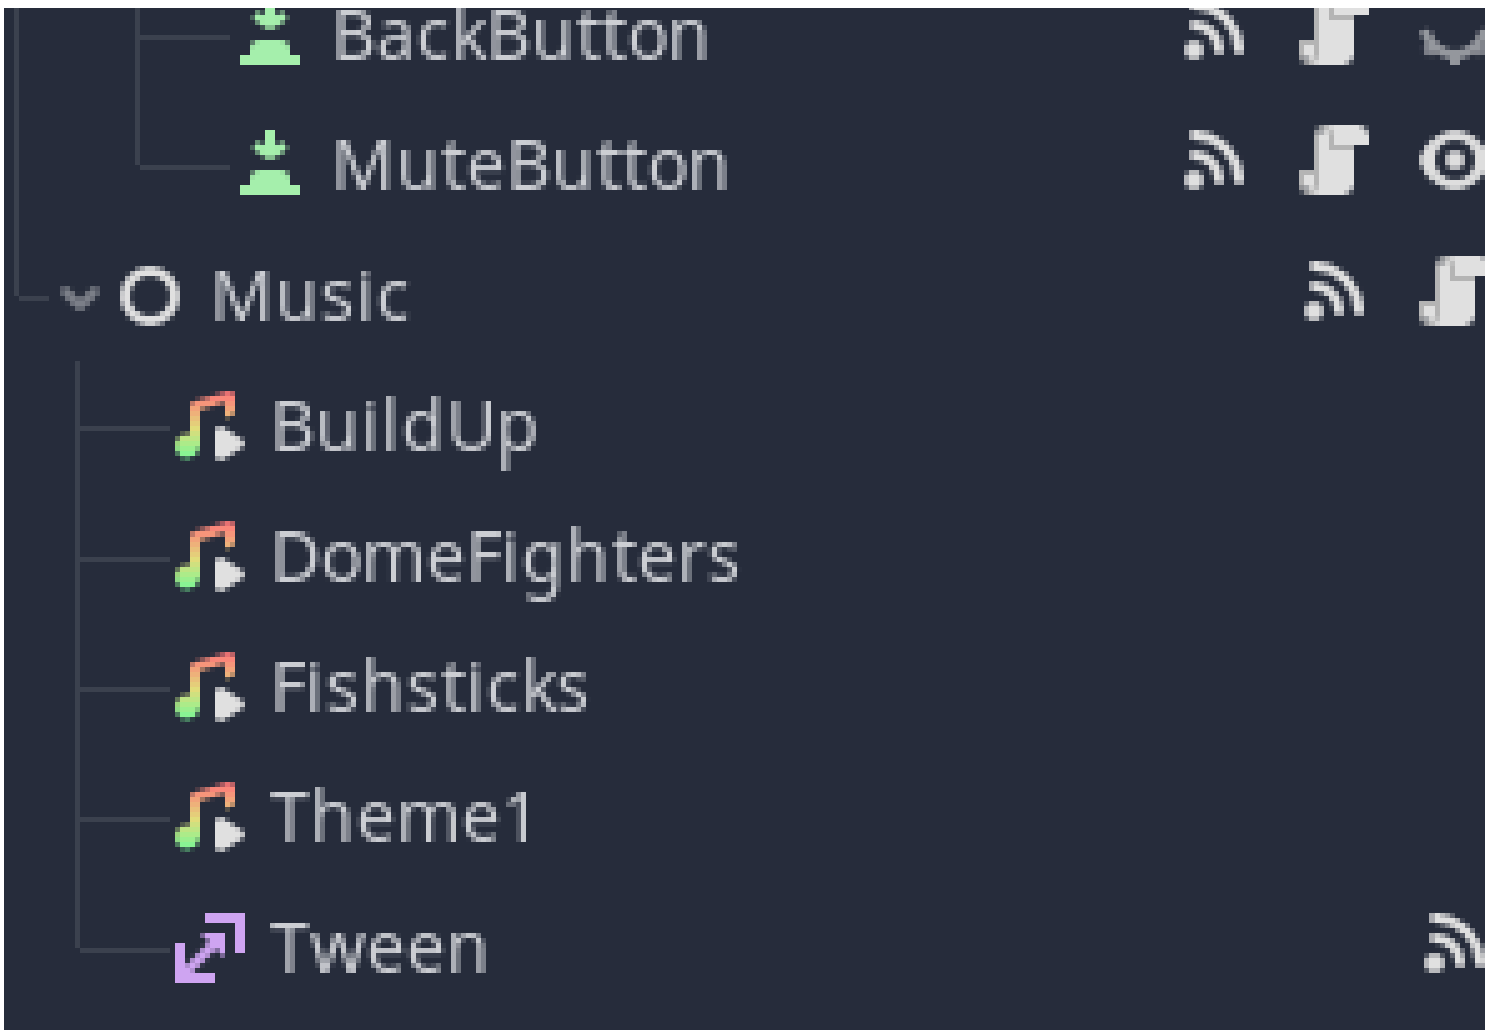 BackButton
MuteButton
Music
BuildUp
DomeFighters
Fishsticks
Theme1
Tween